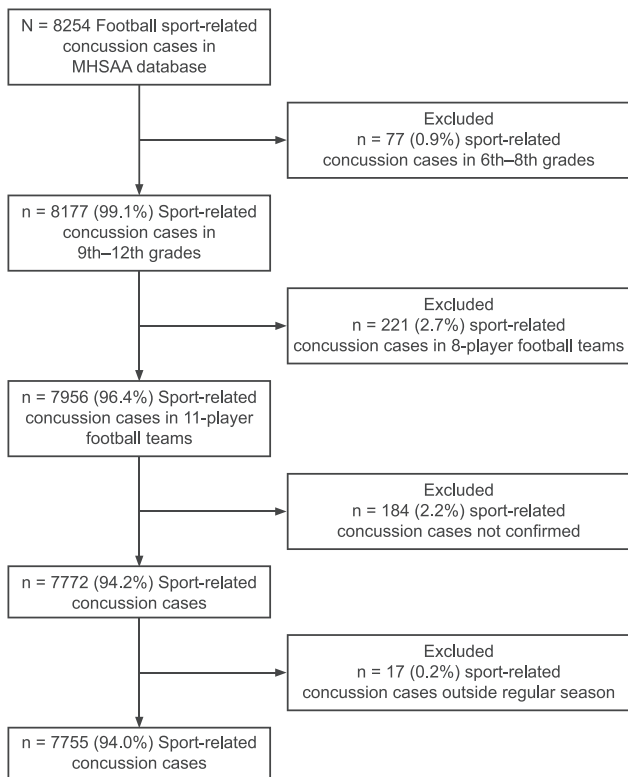 N = 8254 Football sport-related
concussion cases in
MHSAA database
Excluded
n = 77 (0.9%) sport-related
concussion cases in 6th–8th grades
n = 8177 (99.1%) Sport-related
concussion cases in
9th–12th grades
Excluded
n = 221 (2.7%) sport-related
concussion cases in 8-player football teams
n = 7956 (96.4%) Sport-related
concussion cases in 11-player
football teams
Excluded
n = 184 (2.2%) sport-related
concussion cases not confirmed
n = 7772 (94.2%) Sport-related
concussion cases
Excluded
n = 17 (0.2%) sport-related
concussion cases outside regular season
n = 7755 (94.0%) Sport-related
concussion cases